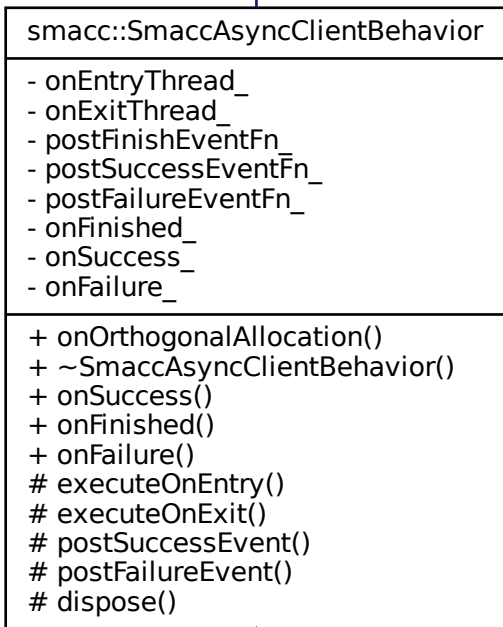 smacc::SmaccAsyncClientBehavior
- onEntryThread_
- onExitThread_
- postFinishEventFn_
- postSuccessEventFn_
- postFailureEventFn_
- onFinished_
- onSuccess_
- onFailure_
+ onOrthogonalAllocation()
+ ~SmaccAsyncClientBehavior()
+ onSuccess()
+ onFinished()
+ onFailure()
# executeOnEntry()
# executeOnExit()
# postSuccessEvent()
# postFailureEvent()
# dispose()